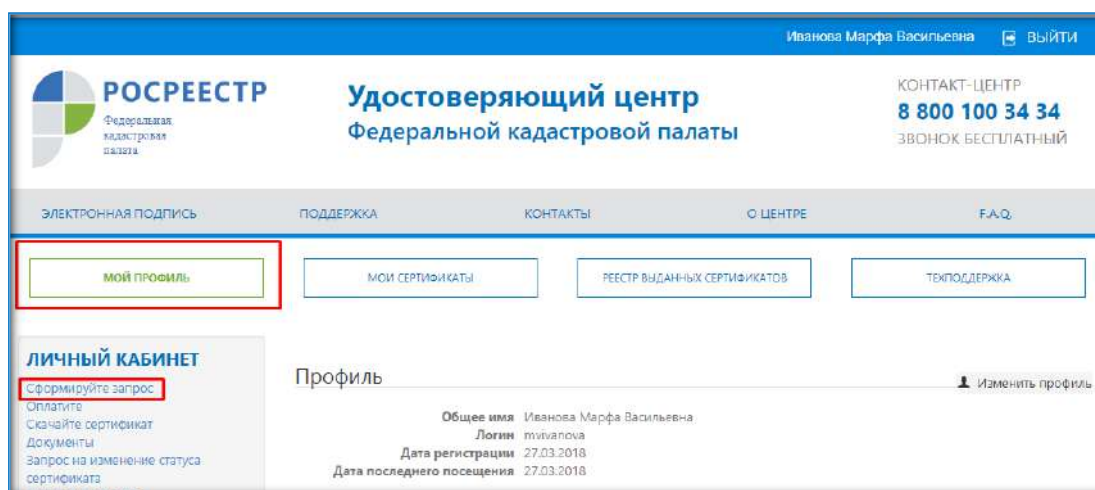 Иванова Марфа Васильевна ВЫЙТИ
РОСРЕЕСТР
Федеральная
кадастровая
палата
Удостоверяющий центр
Федеральной кадастровой палаты
КОНТАКТ-ЦЕНТР
8 800 100 34 34
ЗВОНОК БЕСПЛАТНЫЙ
ЭЛЕКТРОННАЯ ПОДПИСЬ ПОДДЕРЖКА КОНТАКТЫ О ЦЕНТРЕ F.A.Q.
МОЙ ПРОФИЛЬ МОИ СЕРТИФИКАТЫ РЕЕСТР ВЫДАННЫХ СЕРТИФИКАТОВ ТЕХПОДДЕРЖКА
ЛИЧНЫЙ КАБИНЕТ
Сформируйте запрос
Оплатите
Скачайте сертификат
Документы
Запрос на изменение статуса
сертификата
Профиль
Изменить профиль
Общее имя Иванова Марфа Васильевна
Логин mvivanova
Дата регистрации 27.03.2018
Дата последнего посещения 27.03.2018